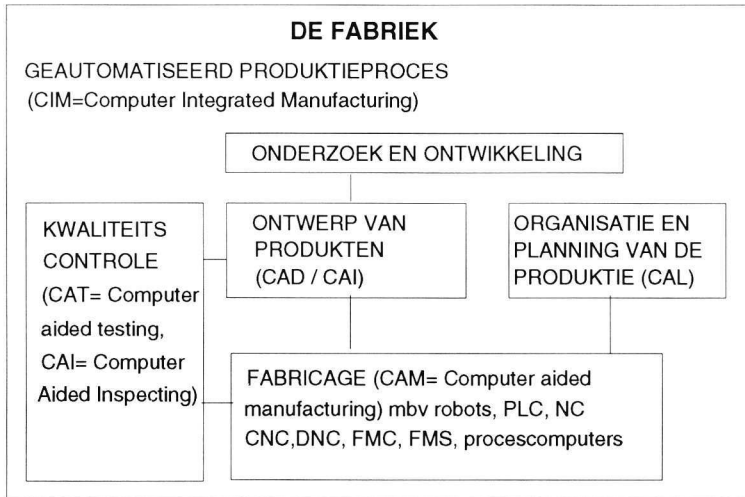 DE FABRIEK
GEAUTOMATISEERD PRODUKTIEPROCES
(CIM=Computer Integrated Manufacturing)
ONDERZOEK EN ONTWIKKELING
KWALITEITS
CONTROLE
(CAT= Computer
aided testing,
CAI= Computer
Aided Inspecting)
ONTWERP VAN
PRODUKTEN
(CAD / CAI)
ORGANISATIE EN
PLANNING VAN DE
PRODUKTIE (CAL)
FABRICAGE (CAM= Computer aided
manufacturing) mbv robots, PLC, NC
CNC,DNC, FMC, FMS, procescomputers